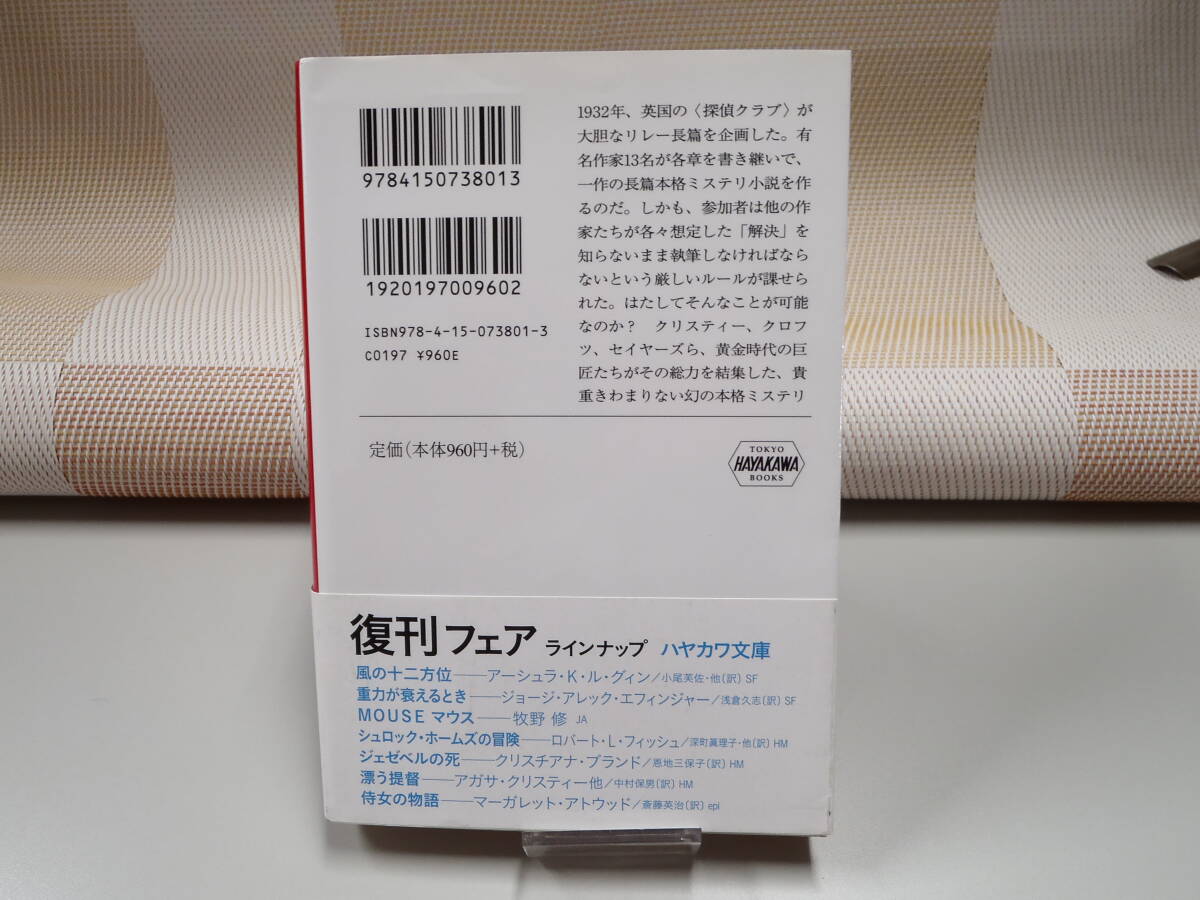 9784150738013
1920197009602
ISBN978-4-15-073801-3
C0197 ¥960E
1932年、英国の〈探偵クラブ〉が
大胆なリレー長篇を企画した。有
名作家13名が各章を書き継いで、
一作の長篇本格ミステリ小説を作
るのだ。しかも、参加者は他の作
家たちが各々想定した「解決」を
知らないまま執筆しなければなら
ないという厳しいルールが課せら
れた。はたしてそんなことが可能
なのか？　クリスティー、クロフ
ツ、セイヤーズら、黄金時代の巨
匠たちがその総力を結集した、貴
重きわまりない幻の本格ミステリ
定価（本体960円+税）
TOKYO
HAYAKAWA
BOOKS
復刊フェア ラインナップ ハヤカワ文庫
風の十二方位──アーシュラ・K・ル・グィン／小尾芙佐・他〔訳〕SF
重力が衰えるとき──ジョージ・アレック・エフィンジャー／浅倉久志〔訳〕SF
MOUSE マウス──牧野 修 JA
シュロック・ホームズの冒険──ロバート・L・フィッシュ／深町眞理子・他〔訳〕HM
ジェゼベルの死──クリスチアナ・ブランド／恩地三保子〔訳〕HM
漂う提督──アガサ・クリスティー他／中村保男〔訳〕HM
侍女の物語──マーガレット・アトウッド／斎藤英治〔訳〕epi